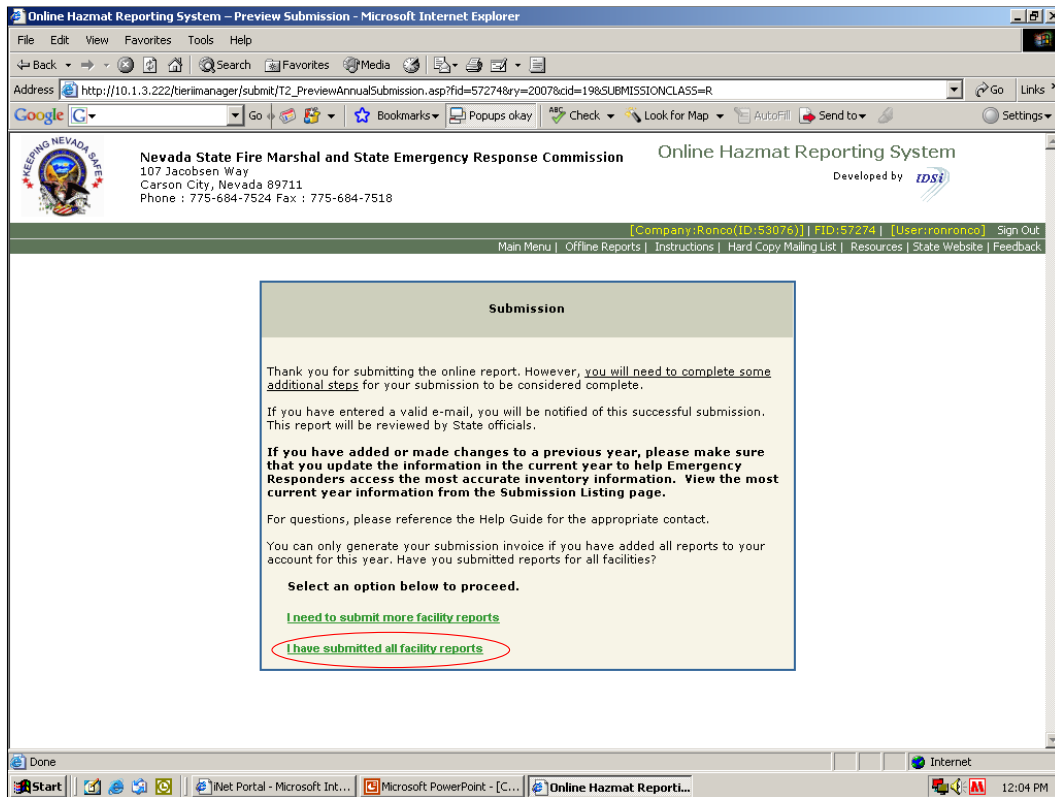 Online Hazmat Reporting System – Preview Submission - Microsoft Internet Explorer
File Edit View Favorites Tools Help
Back Search Favorites Media
Address http://10.1.3.222/tieriimanager/submit/T2_PreviewAnnualSubmission.asp?fid=57274&ry=2007&cid=19&SUBMISSIONCLASS=R Go Links
Google G Go Bookmarks Popups okay ABC Check Look for Map AutoFill Send to Settings
KEEPING NEVADA SAFE
Nevada State Fire Marshal and State Emergency Response Commission
107 Jacobsen Way
Carson City, Nevada 89711
Phone : 775-684-7524 Fax : 775-684-7518
Online Hazmat Reporting System
Developed by IDSi
[Company:Ronco(ID:53076)] | FID:57274 | [User:ronronco] Sign Out
Main Menu | Offline Reports | Instructions | Hard Copy Mailing List | Resources | State Website | Feedback
Submission
Thank you for submitting the online report. However, you will need to complete some
additional steps for your submission to be considered complete.
If you have entered a valid e-mail, you will be notified of this successful submission.
This report will be reviewed by State officials.
If you have added or made changes to a previous year, please make sure
that you update the information in the current year to help Emergency
Responders access the most accurate inventory information. View the most
current year information from the Submission Listing page.
For questions, please reference the Help Guide for the appropriate contact.
You can only generate your submission invoice if you have added all reports to your
account for this year. Have you submitted reports for all facilities?
Select an option below to proceed.
I need to submit more facility reports
I have submitted all facility reports
Done Internet
Start iNet Portal - Microsoft Int... Microsoft PowerPoint - [C... Online Hazmat Reporti... 12:04 PM